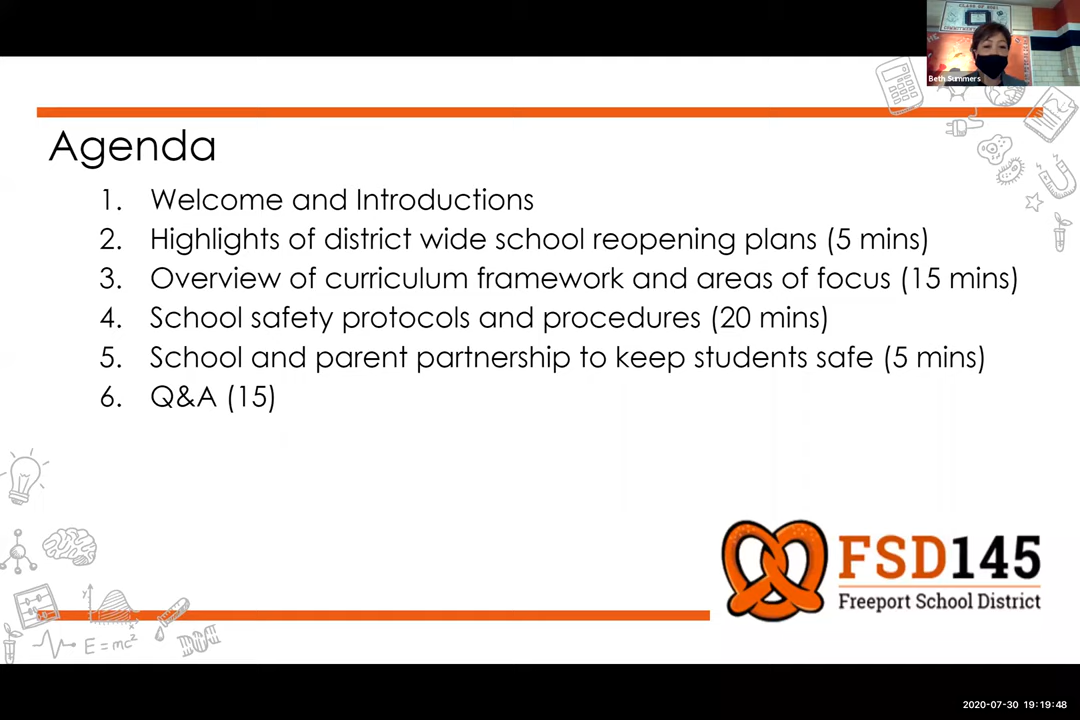 CLASS OF 2021
Beth Summers
Agenda
1. Welcome and Introductions
2. Highlights of district wide school reopening plans (5 mins)
3. Overview of curriculum framework and areas of focus (15 mins)
4. School safety protocols and procedures (20 mins)
5. School and parent partnership to keep students safe (5 mins)
6. Q&A (15)
FSD145
Freeport School District
y
x
E=mc²
2020-07-30 19:19:48